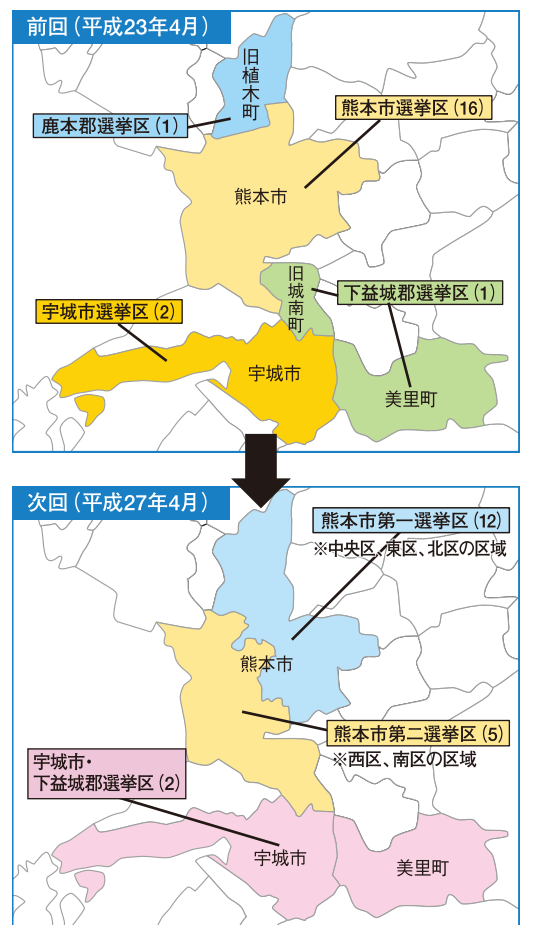 前回（平成23年4月）
旧植木町
熊本市選挙区（16）
鹿本郡選挙区（1）
熊本市
旧城南町
下益城郡選挙区（1）
宇城市選挙区（2）
宇城市
美里町
次回（平成27年4月）
熊本市第一選挙区（12）
※中央区、東区、北区の区域
熊本市
熊本市第二選挙区（5）
※西区、南区の区域
宇城市・
下益城郡選挙区（2）
宇城市
美里町